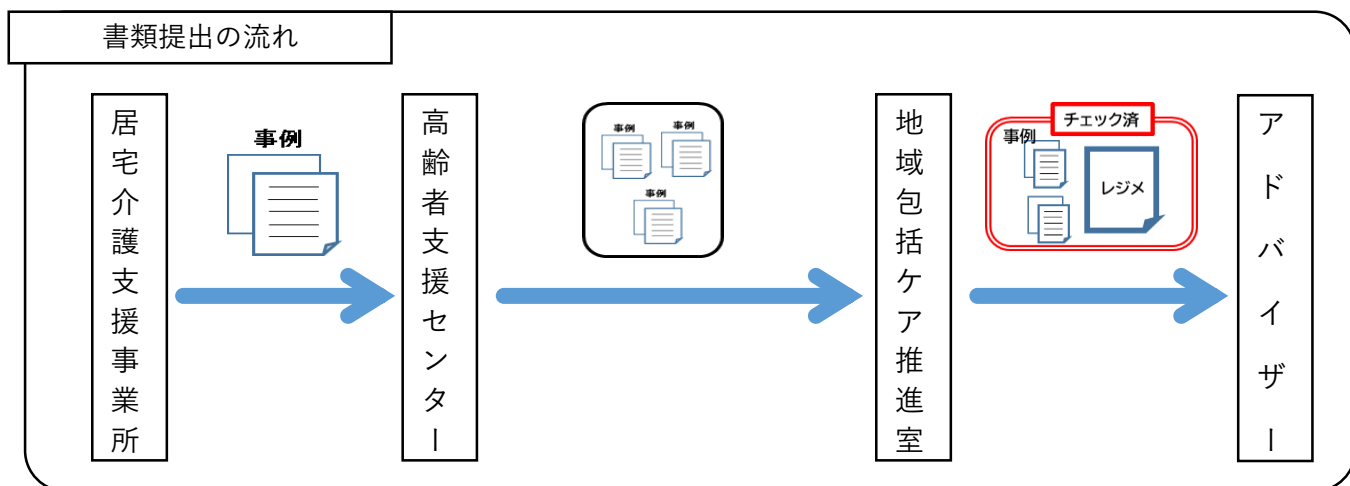 書類提出の流れ
居宅介護支援事業所
事例
高齢者支援センター
事例
事例
事例
地域包括ケア推進室
チェック済
事例
レジメ
アドバイザー